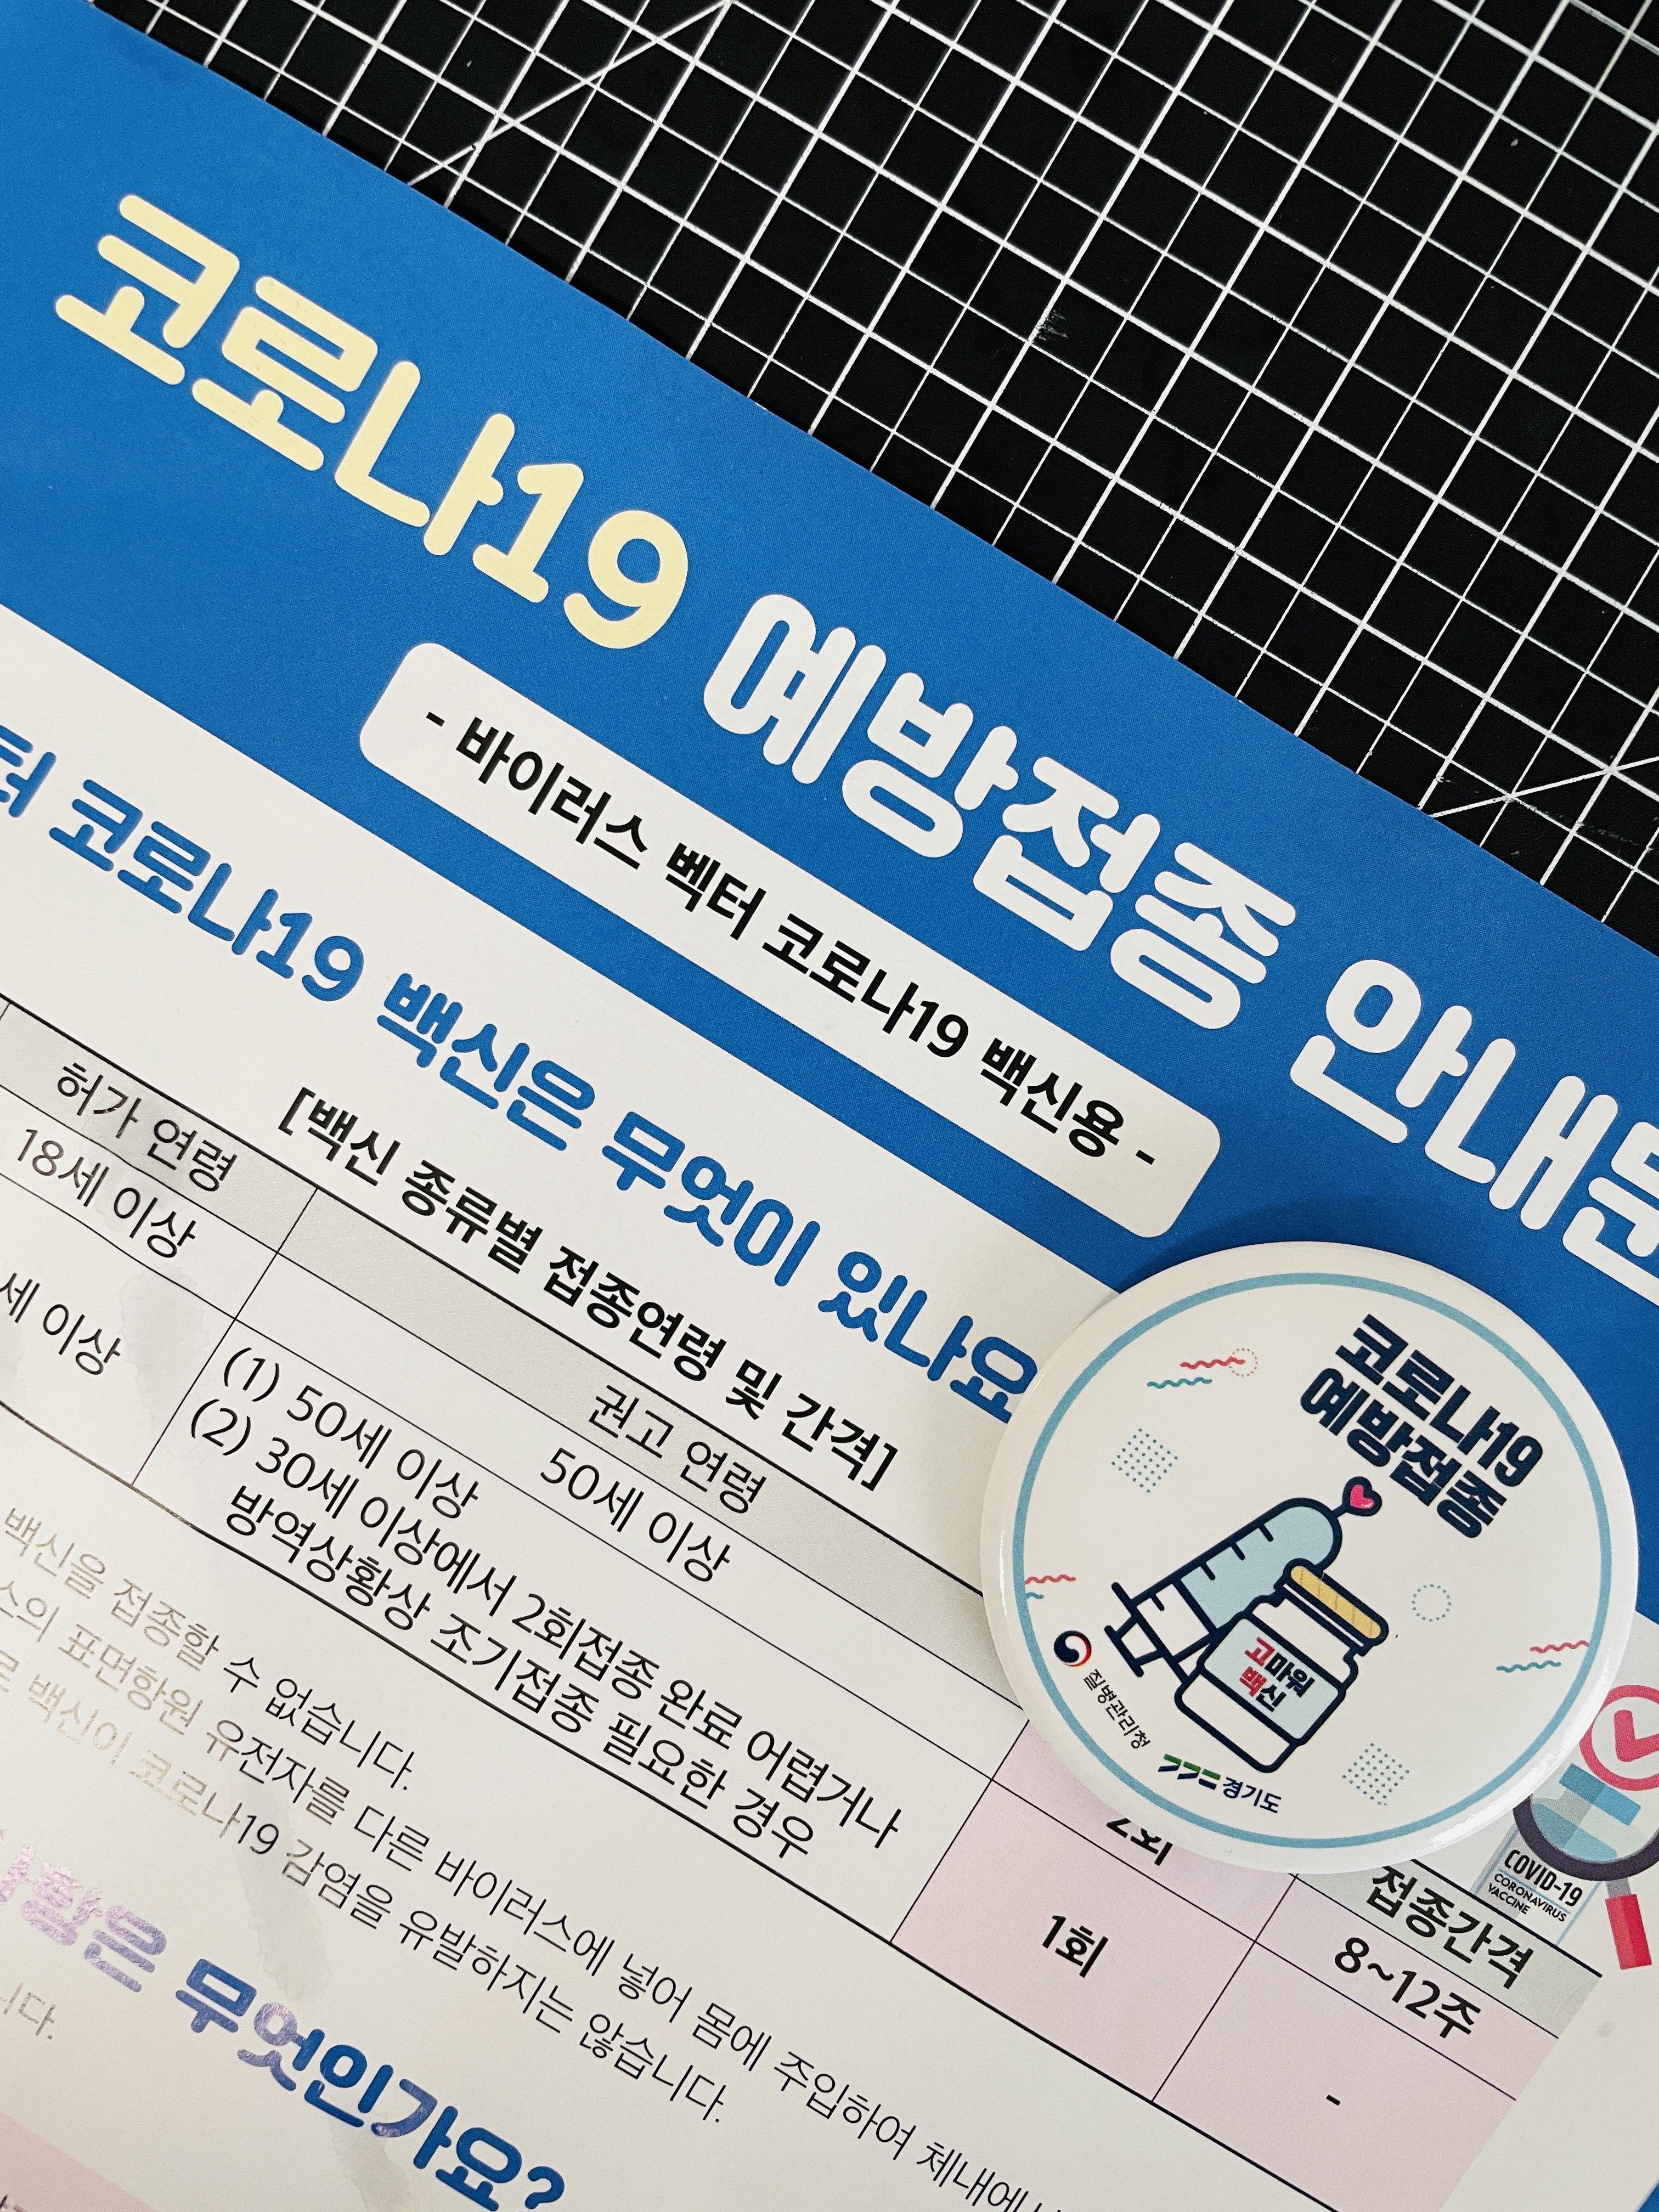 코로나19 예방접종
- 바이러스 벡터 코로나19 백신용 -
코로나19 백신은 무엇이 있나요
[백신 종류별 접종연령 및 간격]
허가 연령 권고 연령 접종간격
18세 이상 50세 이상 2회 8~12주
세 이상 (1) 50세 이상
(2) 30세 이상에서 2회접종 완료 어렵거나
방역상황상 조기접종 필요한 경우
1회 -
백신을 접종할 수 없습니다.
표면항원 유전자를 다른 바이러스에 넣어 몸에 주입하여
백신이 코로나19 감염을 유발하지는 않습니다.
무엇인가요?
코로나19
예방접종
고마워
백신
질병관리청
경기도
COVID-19
CORONAVIRUS
VACCINE